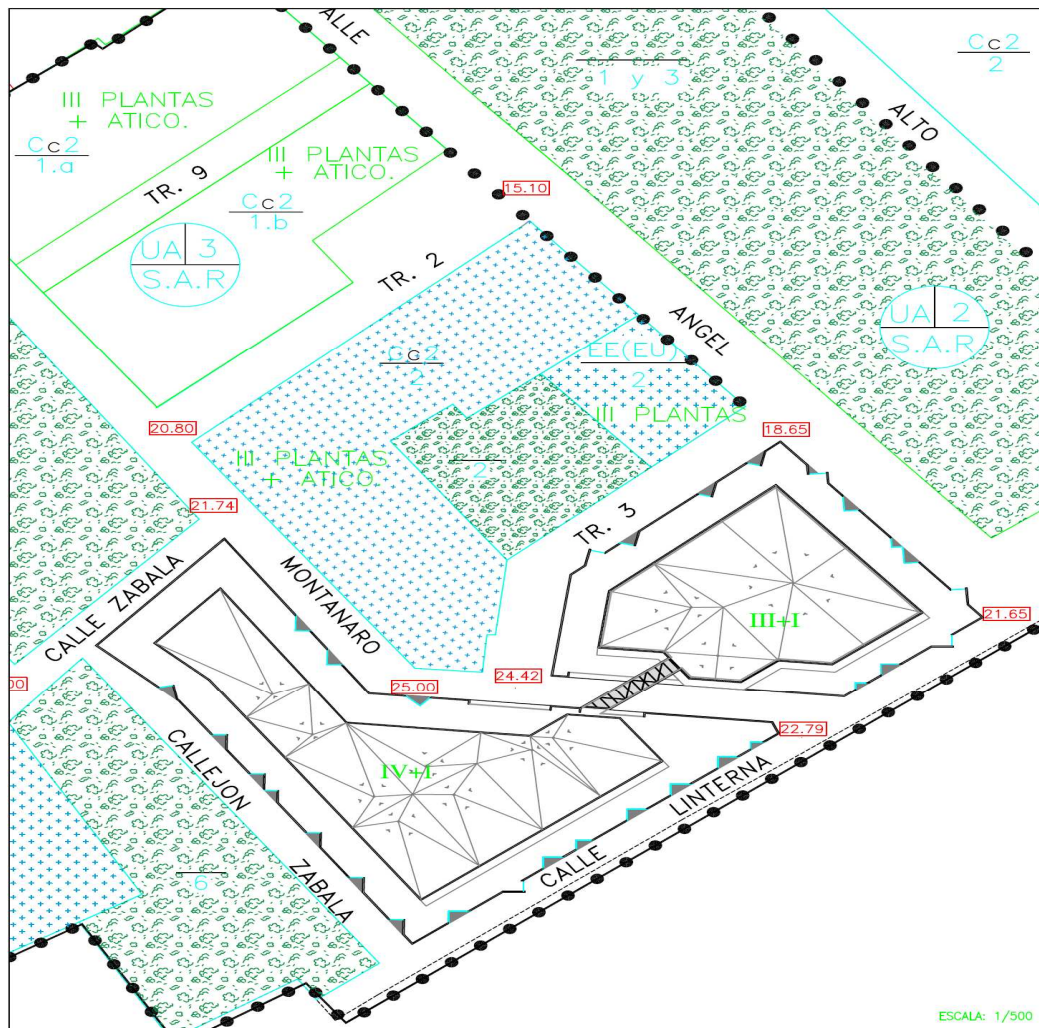 CALLE
ALTO
Cc2
2
1 y 3
III PLANTAS
+ ATICO.
Cc2
1.a
TR. 9
III PLANTAS
+ ATICO.
Cc2
1.b
UA 3
S.A.R
15.10
TR. 2
ANGEL
UA 2
S.A.R
Cc2
2
EE(EU)
2
III PLANTAS
20.80
III PLANTAS
+ ATICO.
2
18.65
21.74
TR. 3
CALLE ZABALA
MONTANARO
III+I
21.65
24.42
25.00
22.79
CALLEJON
ZABALA
IV+I
CALLE
LINTERNA
6
ESCALA: 1/500